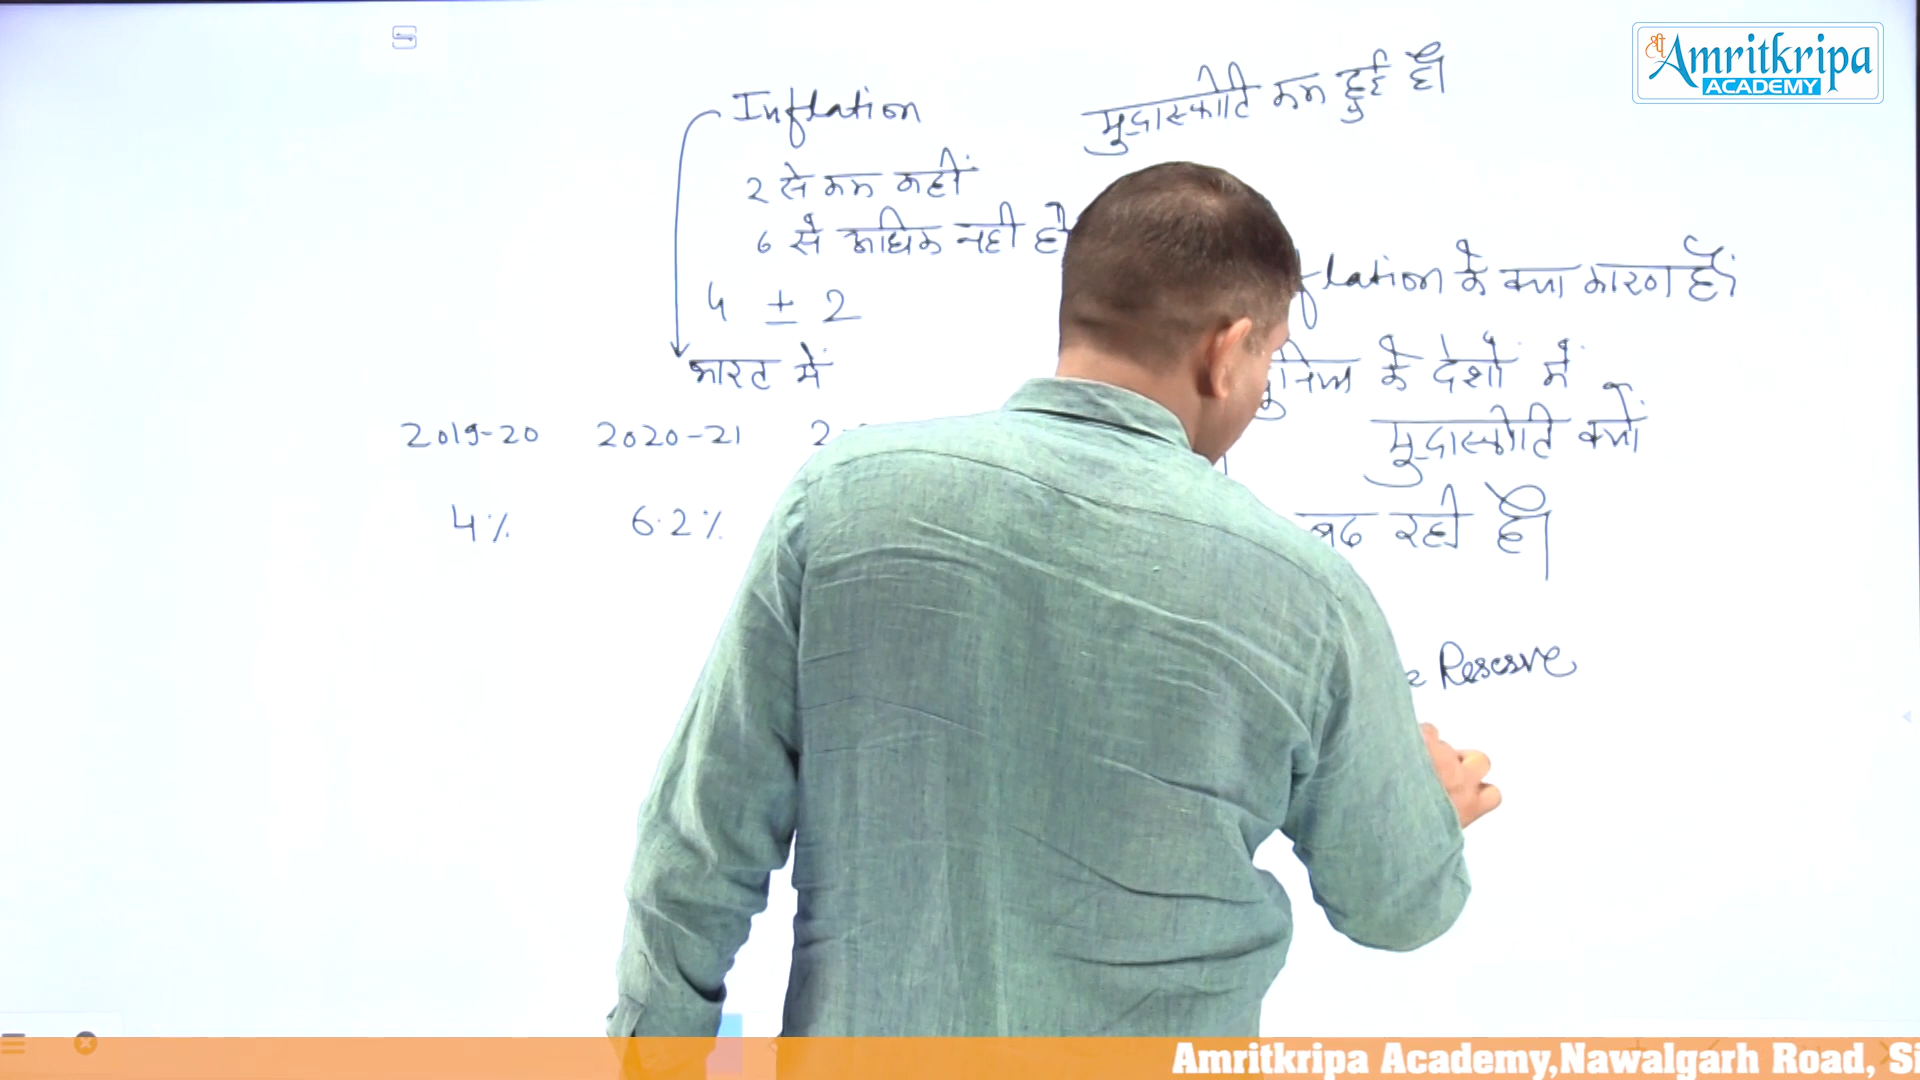 श्री Amritkripa
ACADEMY
Inflation
2 से कम नहीं
6 से अधिक नही हो
4 ± 2
भारत में
2019-20 2020-21
4% 6.2%
मुद्रास्फीति कम हुई है।
के क्या कारण हैं।
के देशों में
मुद्रास्फीति क्यों
बढ रही है।
Reserve
Amritkripa Academy,Nawalgarh Road,